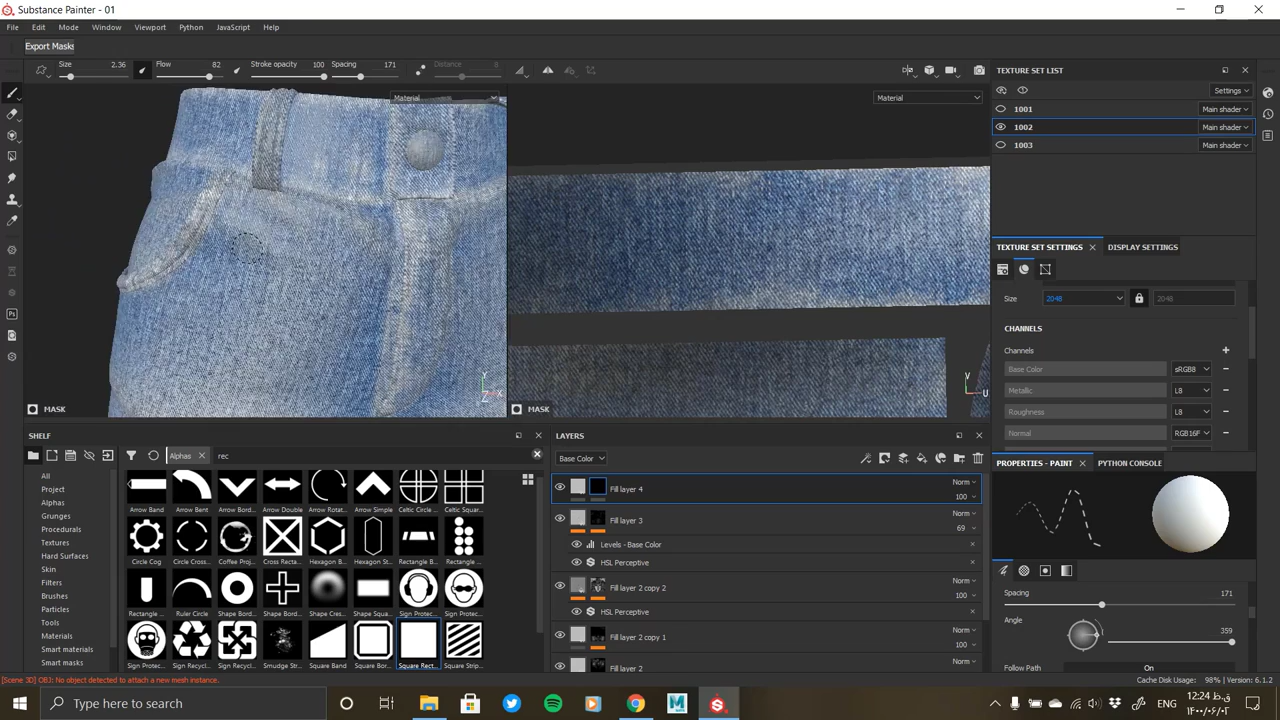 Substance Painter - 01
File Edit Mode Window Viewport Python JavaScript Help
Export Masks
Size 2.36 Flow 82 Stroke opacity 100 Spacing 171 Distance 8
Material
Material
MASK
MASK
Y
Z X
V
U
TEXTURE SET LIST
Settings
1001 Main shader
1002 Main shader
1003 Main shader
TEXTURE SET SETTINGS DISPLAY SETTINGS
Size 2048 2048
CHANNELS
Channels
Base Color sRGB8
Metallic L8
Roughness L8
Normal RGB16F
SHELF
Alphas rec
All
Project
Alphas
Grunges
Procedurals
Textures
Hard Surfaces
Skin
Filters
Brushes
Particles
Tools
Materials
Smart materials
Smart masks
Arrow Band Arrow Bent Arrow Bord... Arrow Double Arrow Rotat... Arrow Simple Celtic Circle ... Celtic Squar...
Circle Cog Circle Cross... Coffee Proj... Cross Recta... Hexagon B... Hexagon St... Rectangle B... Rectangle ...
Rectangle ... Ruler Circle Shape Bord... Shape Bord... Shape Cres... Shape Squa... Sign Protec... Sign Protec...
Sign Protec... Sign Recycl... Sign Recycl... Smudge Str... Square Band Square Bor... Square Rect... Square Strip...
LAYERS
Base Color
Fill layer 4 Norm 100
Fill layer 3 Norm 69
Levels - Base Color
HSL Perceptive
Fill layer 2 copy 2 Norm 100
HSL Perceptive
Fill layer 2 copy 1 Norm 100
Fill layer 2 Norm
PROPERTIES - PAINT PYTHON CONSOLE
Spacing 171
Angle 359
Follow Path On
[Scene 3D] OBJ: No object detected to attach a new mesh instance.
Cache Disk Usage: 98% | Version: 6.1.2
Type here to search
12:24 ق.ظ
۱۴۰۰/۰۶/۰۲